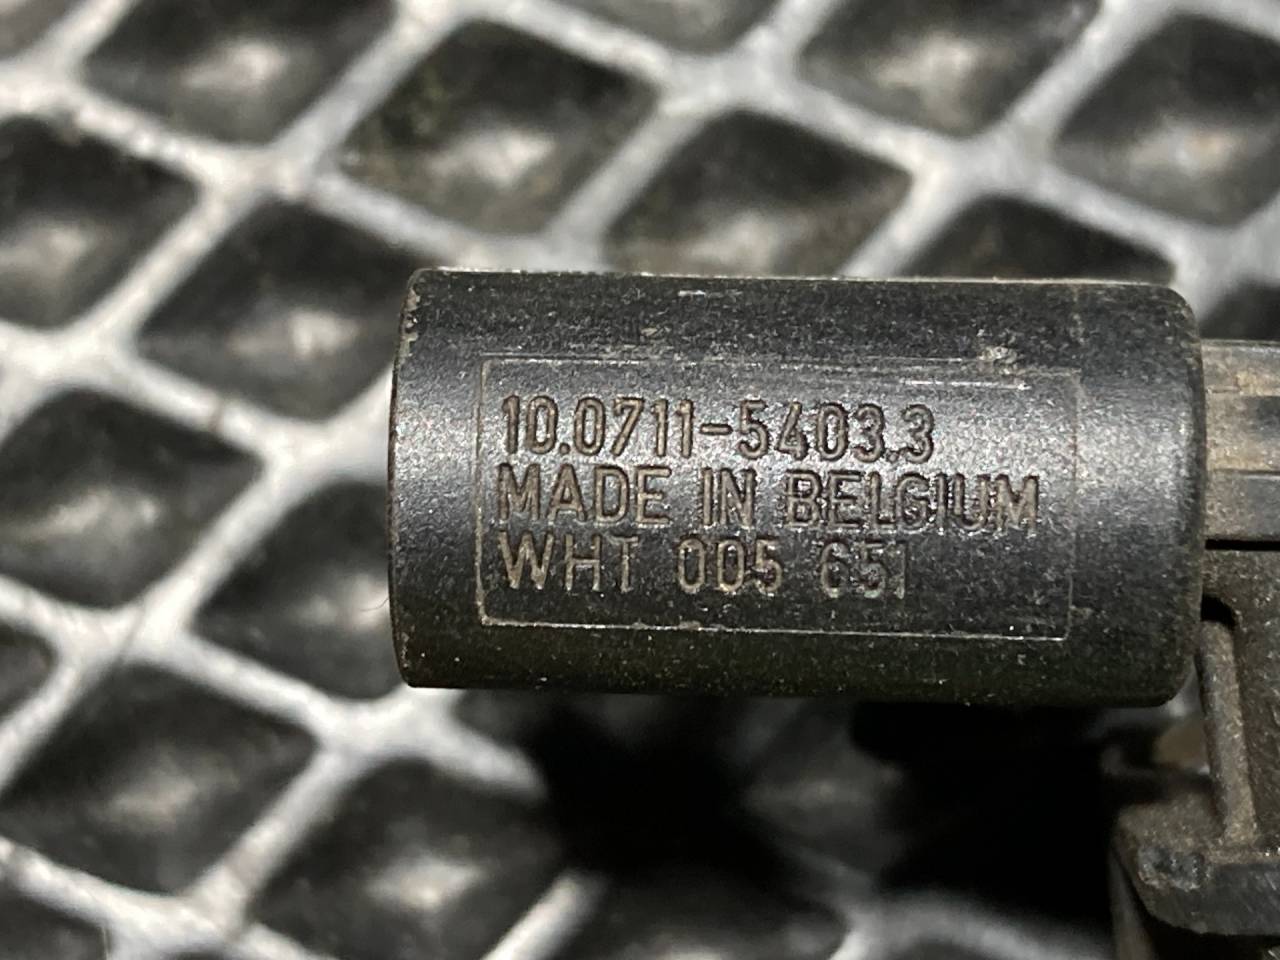 10.0711-5403.3
MADE IN BELGIUM
WHT 005 651